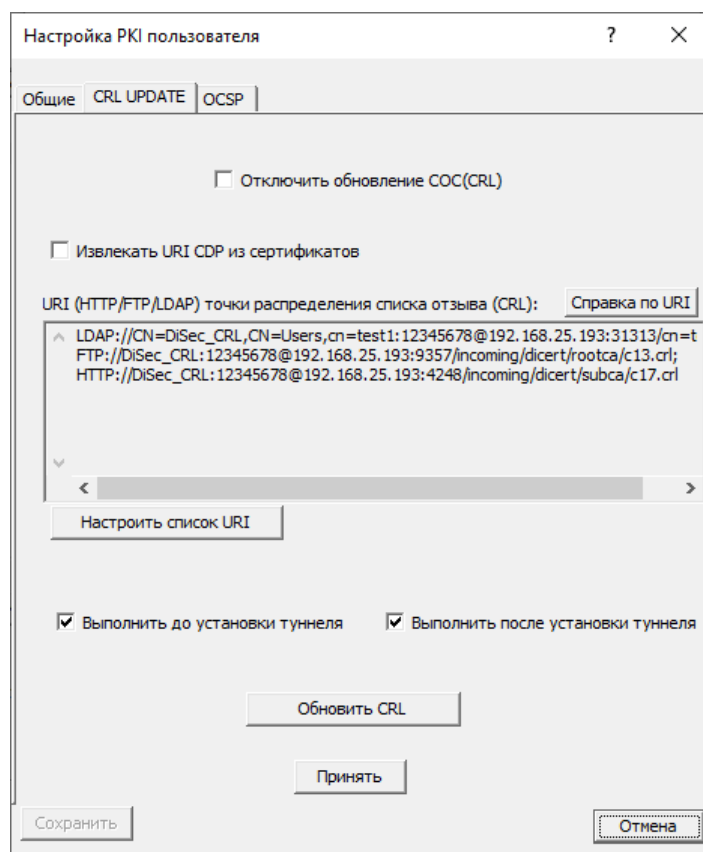 Настройка PKI пользователя
Общие CRL UPDATE OCSP
Отключить обновление СОС(CRL)
Извлекать URI CDP из сертификатов
URI (HTTP/FTP/LDAP) точки распределения списка отзыва (CRL): Справка по URI
LDAP://CN=DiSec_CRL,CN=Users,cn=test1:12345678@192.168.25.193:31313/cn=t
FTP://DiSec_CRL:12345678@192.168.25.193:9357/incoming/dicert/rootca/c13.crl;
HTTP://DiSec_CRL:12345678@192.168.25.193:4248/incoming/dicert/subca/c17.crl
Настроить список URI
Выполнить до установки туннеля Выполнить после установки туннеля
Обновить CRL
Принять
Сохранить Отмена